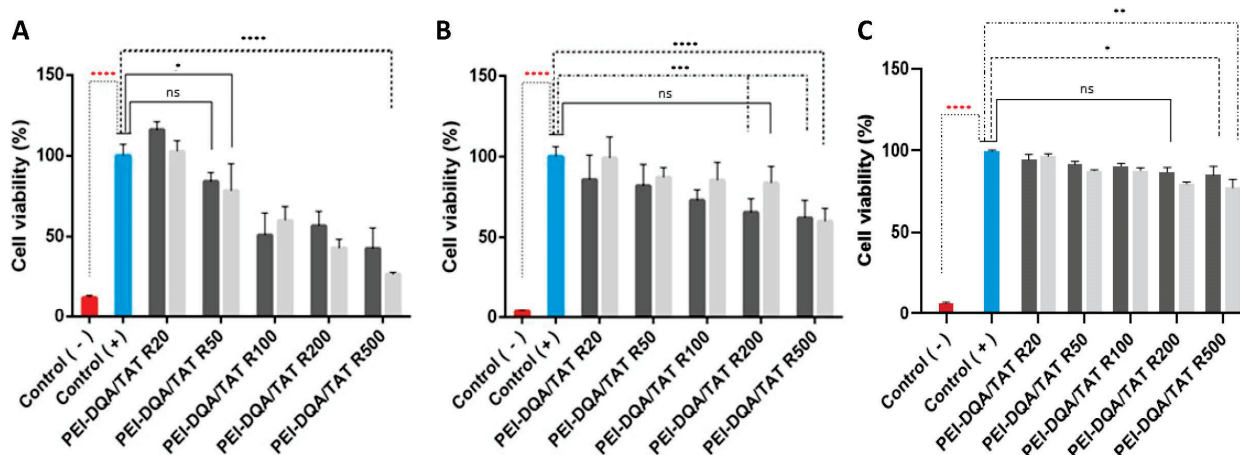 A
Cell viability (%)
150
100
50
0
••••
•
ns
••••
Control ( - )
Control (+)
PEI-DQA/TAT R20
PEI-DQA/TAT R50
PEI-DQA/TAT R100
PEI-DQA/TAT R200
PEI-DQA/TAT R500
B
Cell viability (%)
150
100
50
0
••••
•••
ns
••••
Control ( - )
Control (+)
PEI-DQA/TAT R20
PEI-DQA/TAT R50
PEI-DQA/TAT R100
PEI-DQA/TAT R200
PEI-DQA/TAT R500
C
Cell viability (%)
150
100
50
0
••
•
ns
••••
Control ( - )
Control (+)
PEI-DQA/TAT R20
PEI-DQA/TAT R50
PEI-DQA/TAT R100
PEI-DQA/TAT R200
PEI-DQA/TAT R500